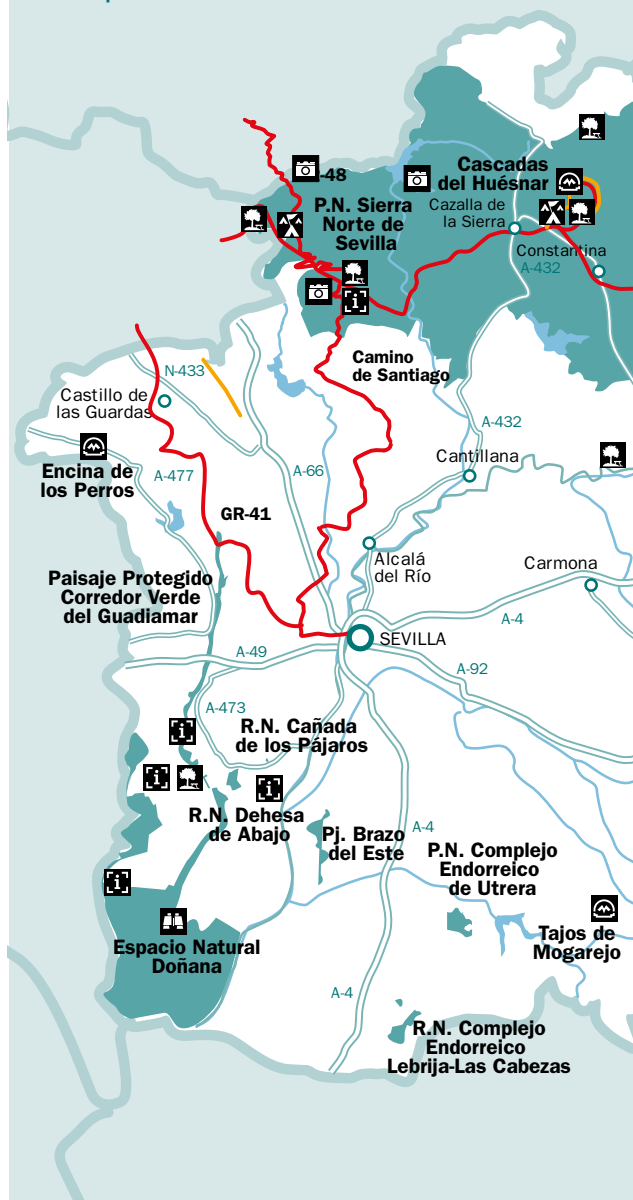 -48
Cascadas
del Huésnar
P.N. Sierra
Norte de
Sevilla
Cazalla de
la Sierra
Constantina
A-432
Camino
de Santiago
N-433
Castillo de
las Guardas
A-432
Cantillana
Encina de
los Perros
A-477
A-66
GR-41
Alcalá
del Río
Carmona
Paisaje Protegido
Corredor Verde
del Guadiamar
A-4
SEVILLA
A-49
A-92
A-473
R.N. Cañada
de los Pájaros
R.N. Dehesa
de Abajo
Pj. Brazo
del Este
A-4
P.N. Complejo
Endorreico
de Utrera
Tajos de
Mogarejo
Espacio Natural
Doñana
A-4
R.N. Complejo
Endorreico
Lebrija-Las Cabezas